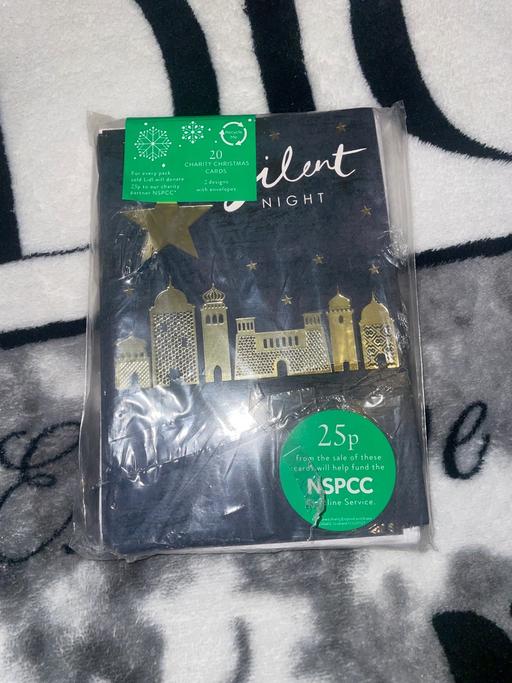 Recycle
Me
20
CHARITY CHRISTMAS
CARDS
2 designs
with envelopes
For every pack
sold Lidl will donate
25p to our charity
partner NSPCC*
Silent
NIGHT
25p
from the sale of these
cards will help fund the
NSPCC
line Service.